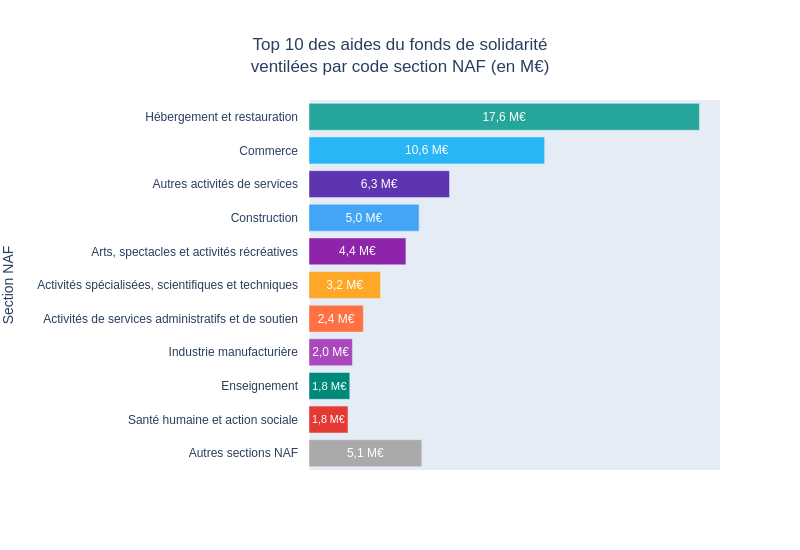 Top 10 des aides du fonds de solidarité
ventilées par code section NAF (en M€)
Section NAF
Hébergement et restauration 17,6 M€
Commerce 10,6 M€
Autres activités de services 6,3 M€
Construction 5,0 M€
Arts, spectacles et activités récréatives 4,4 M€
Activités spécialisées, scientifiques et techniques 3,2 M€
Activités de services administratifs et de soutien 2,4 M€
Industrie manufacturière 2,0 M€
Enseignement 1,8 M€
Santé humaine et action sociale 1,8 M€
Autres sections NAF 5,1 M€